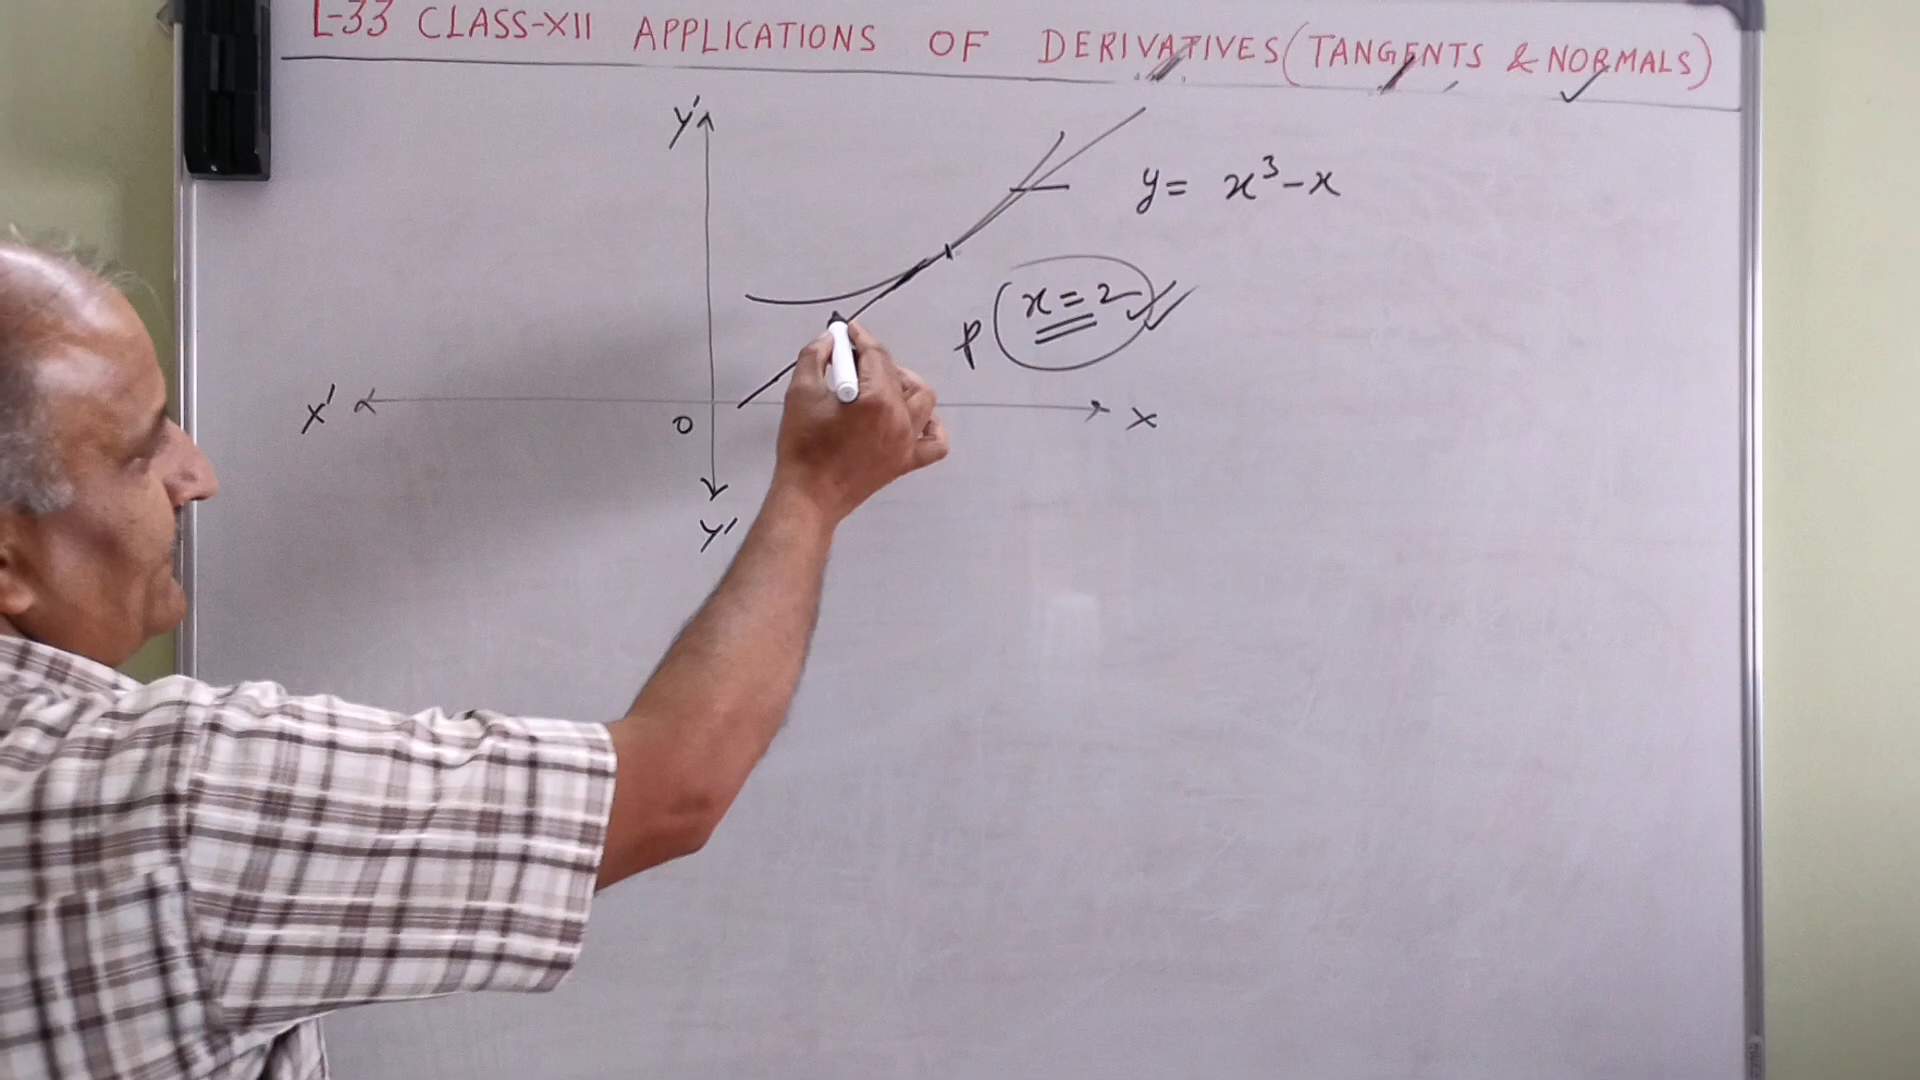 L-33 CLASS-XII APPLICATIONS OF DERIVATIVES (TANGENTS & NORMALS)
Y'
y = x³-x
x = 2
P
X'
O
X
Y'